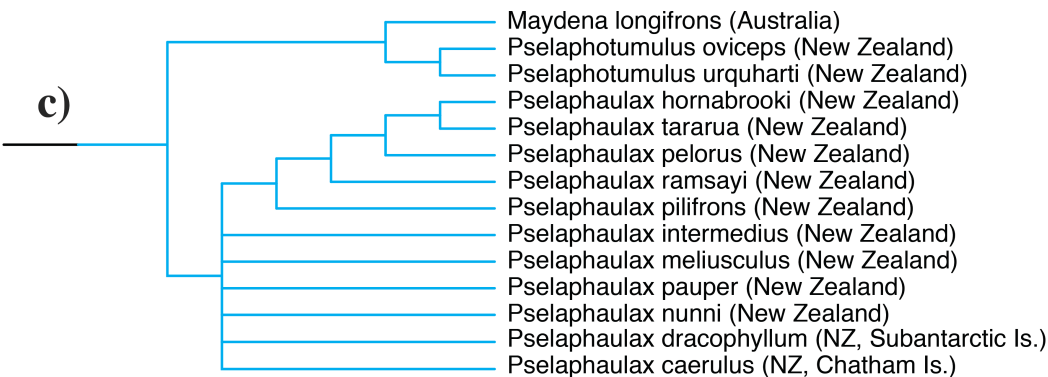 c)
Maydena longifrons (Australia)
Pselaphotumulus oviceps (New Zealand)
Pselaphotumulus urquharti (New Zealand)
Pselaphaulax hornabrooki (New Zealand)
Pselaphaulax tararua (New Zealand)
Pselaphaulax pelorus (New Zealand)
Pselaphaulax ramsayi (New Zealand)
Pselaphaulax pilifrons (New Zealand)
Pselaphaulax intermedius (New Zealand)
Pselaphaulax meliusculus (New Zealand)
Pselaphaulax pauper (New Zealand)
Pselaphaulax nunni (New Zealand)
Pselaphaulax dracophyllum (NZ, Subantarctic Is.)
Pselaphaulax caerulus (NZ, Chatham Is.)